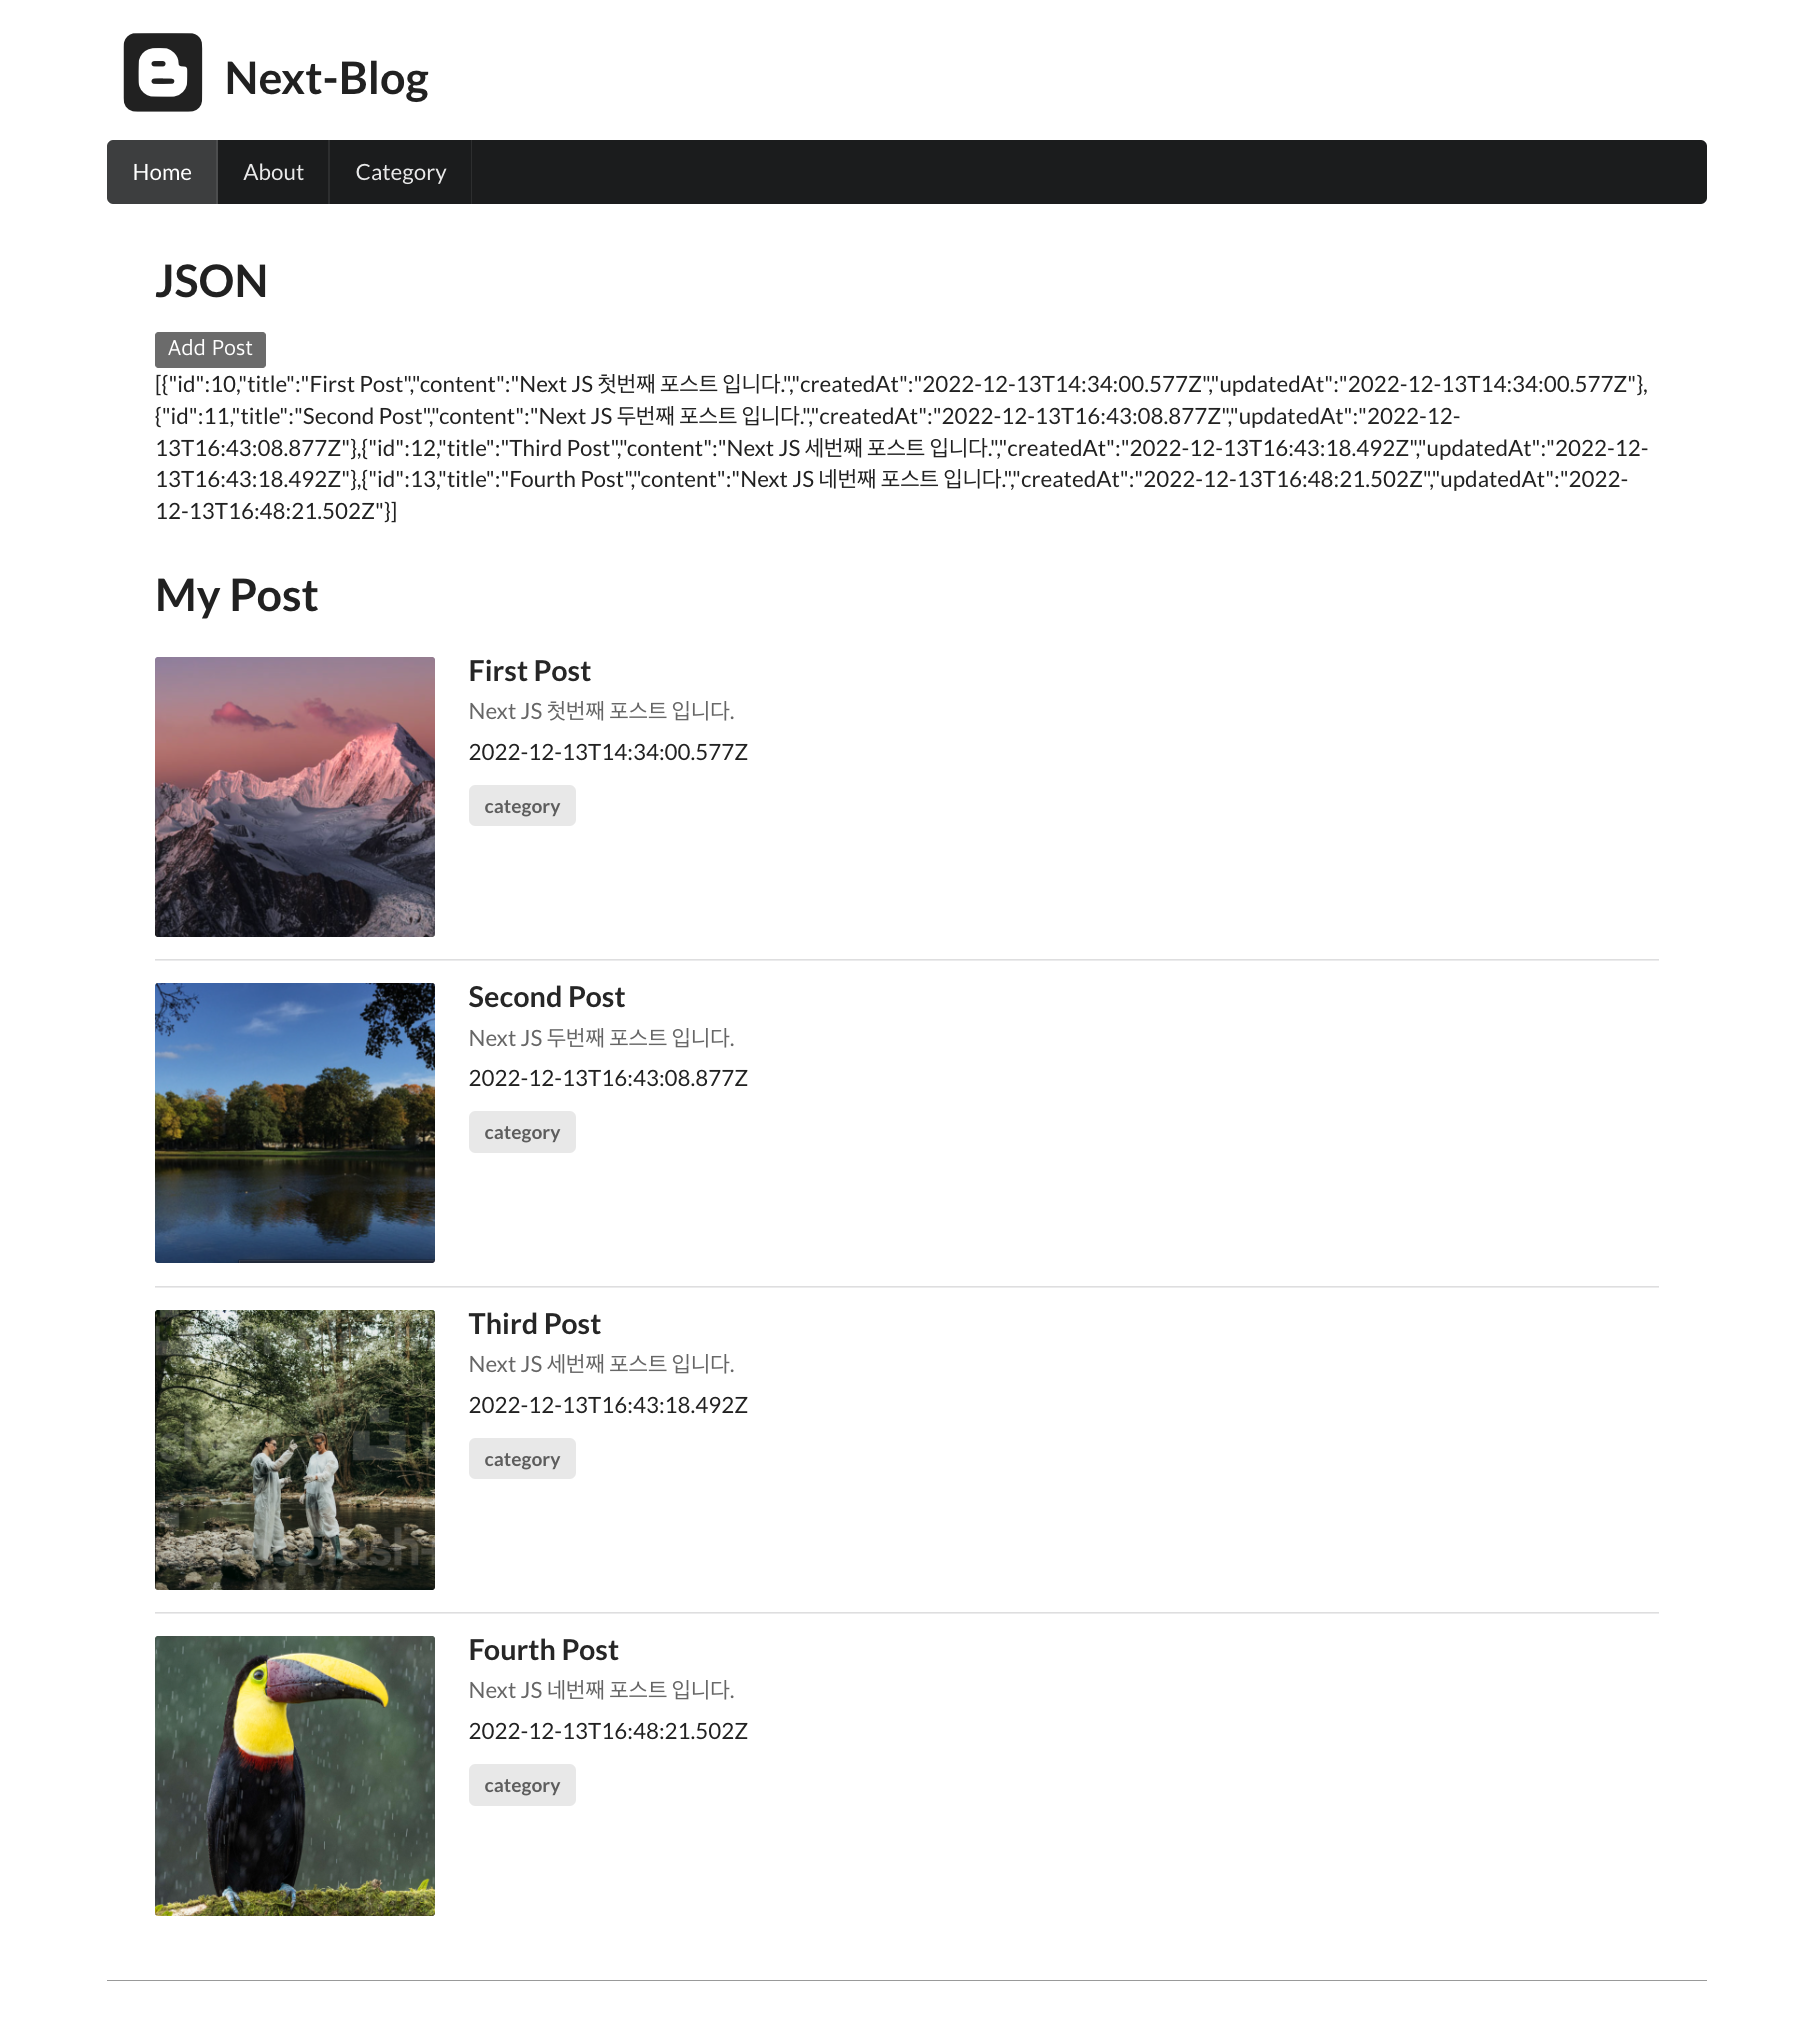 Next-Blog
Home
About
Category
JSON
Add Post
[{"id":10,"title":"First Post","content":"Next JS 첫번째 포스트 입니다.","createdAt":"2022-12-13T14:34:00.577Z","updatedAt":"2022-12-13T14:34:00.577Z"},
{"id":11,"title":"Second Post","content":"Next JS 두번째 포스트 입니다.","createdAt":"2022-12-13T16:43:08.877Z","updatedAt":"2022-12-
13T16:43:08.877Z"},{"id":12,"title":"Third Post","content":"Next JS 세번째 포스트 입니다.","createdAt":"2022-12-13T16:43:18.492Z","updatedAt":"2022-12-
13T16:43:18.492Z"},{"id":13,"title":"Fourth Post","content":"Next JS 네번째 포스트 입니다.","createdAt":"2022-12-13T16:48:21.502Z","updatedAt":"2022-
12-13T16:48:21.502Z"}]
My Post
First Post
Next JS 첫번째 포스트 입니다.
2022-12-13T14:34:00.577Z
category
Second Post
Next JS 두번째 포스트 입니다.
2022-12-13T16:43:08.877Z
category
Third Post
Next JS 세번째 포스트 입니다.
2022-12-13T16:43:18.492Z
category
Fourth Post
Next JS 네번째 포스트 입니다.
2022-12-13T16:48:21.502Z
category